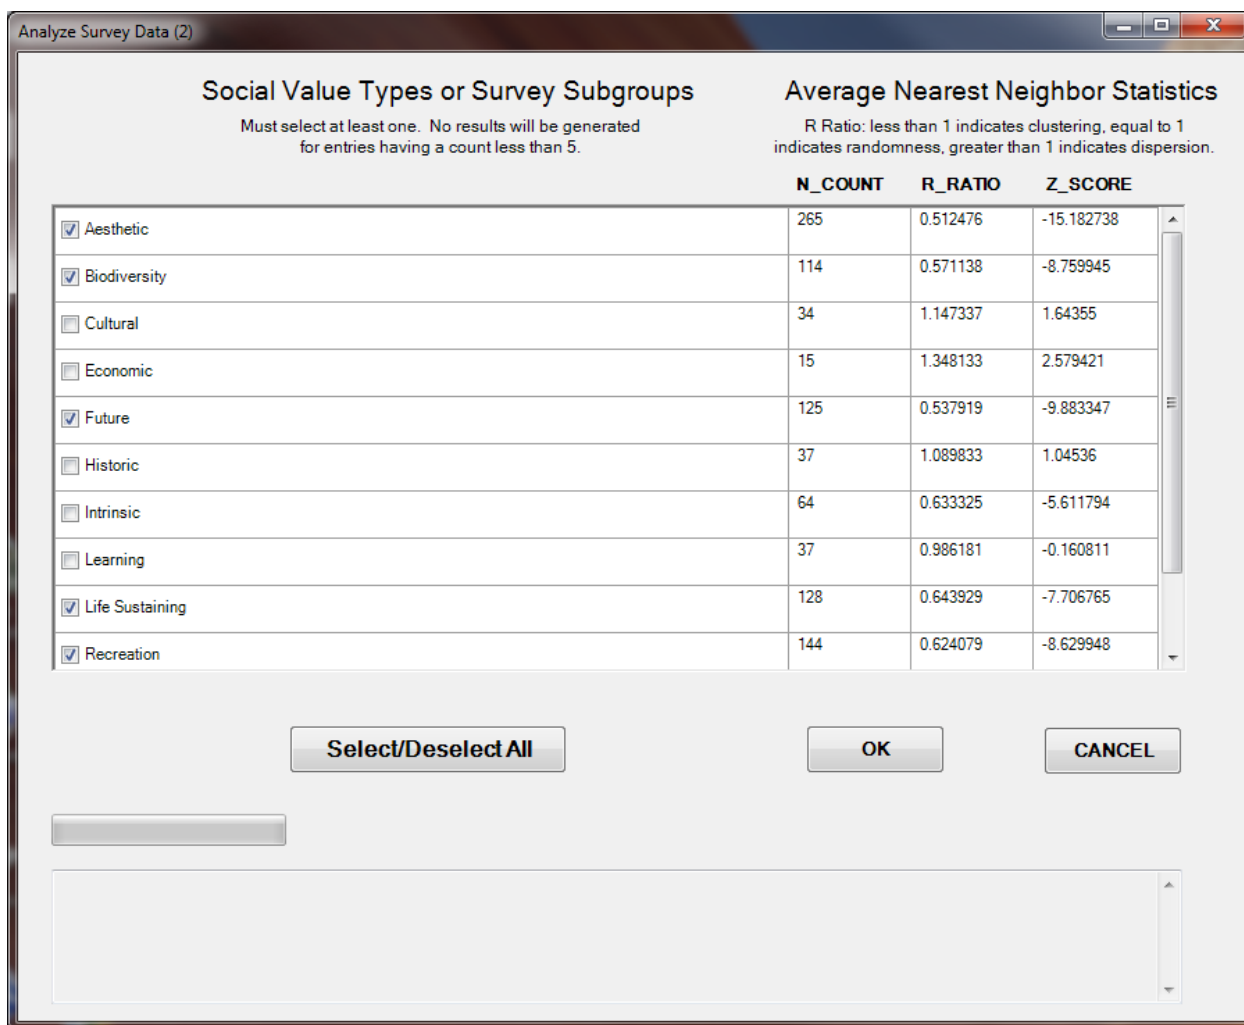 Analyze Survey Data (2)
Social Value Types or Survey Subgroups
Must select at least one.  No results will be generated
for entries having a count less than 5.
Average Nearest Neighbor Statistics
R Ratio: less than 1 indicates clustering, equal to 1
indicates randomness, greater than 1 indicates dispersion.
N_COUNT R_RATIO Z_SCORE
Aesthetic 265 0.512476 -15.182738
Biodiversity 114 0.571138 -8.759945
Cultural 34 1.147337 1.64355
Economic 15 1.348133 2.579421
Future 125 0.537919 -9.883347
Historic 37 1.089833 1.04536
Intrinsic 64 0.633325 -5.611794
Learning 37 0.986181 -0.160811
Life Sustaining 128 0.643929 -7.706765
Recreation 144 0.624079 -8.629948
Select/Deselect All OK CANCEL